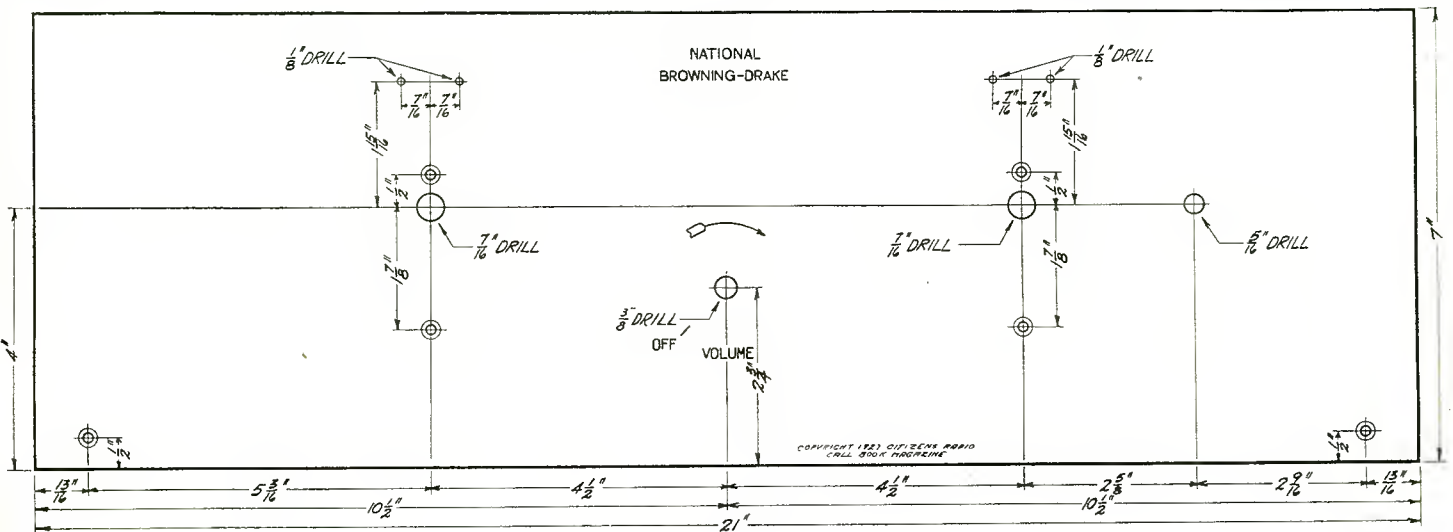 NATIONAL
BROWNING-DRAKE
1/8" DRILL
1/8" DRILL
7/16" 7/16"
7/16" 7/16"
1 15/16"
1 15/16"
1/2"
1/2"
7/16" DRILL
7/16" DRILL
5/16" DRILL
1 7/8"
1 7/8"
3/8" DRILL
OFF
VOLUME
2 3/4"
4"
7"
1/2"
1/2"
COPYRIGHT 1927 CITIZENS RADIO
CALL BOOK MAGAZINE
13/16" 5 3/16" 4 1/2" 4 1/2" 2 5/8" 2 9/16" 13/16"
10 1/2" 10 1/2"
21"